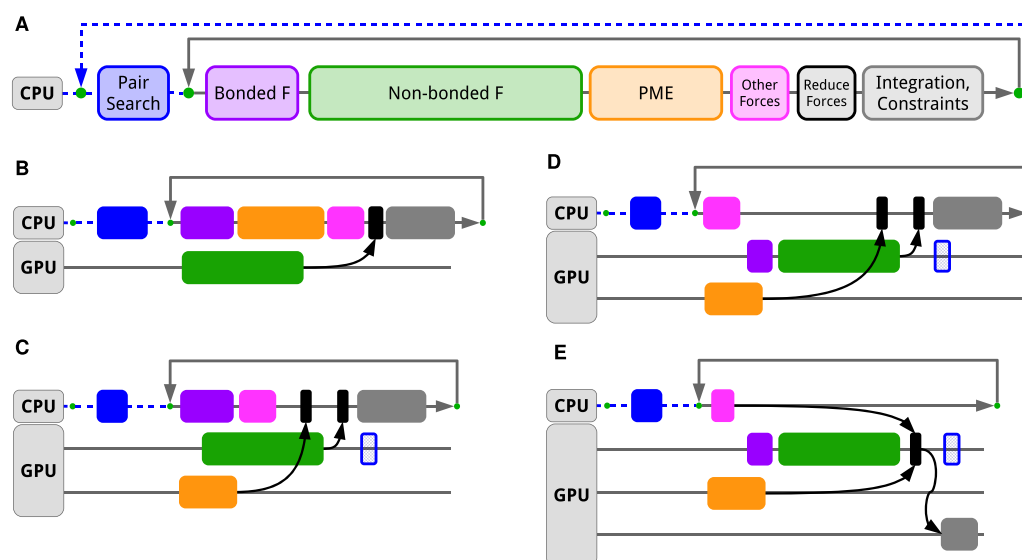 A
CPU
Pair
Search
Bonded F
Non-bonded F
PME
Other
Forces
Reduce
Forces
Integration,
Constraints
B
CPU
GPU
C
CPU
GPU
D
CPU
GPU
E
CPU
GPU